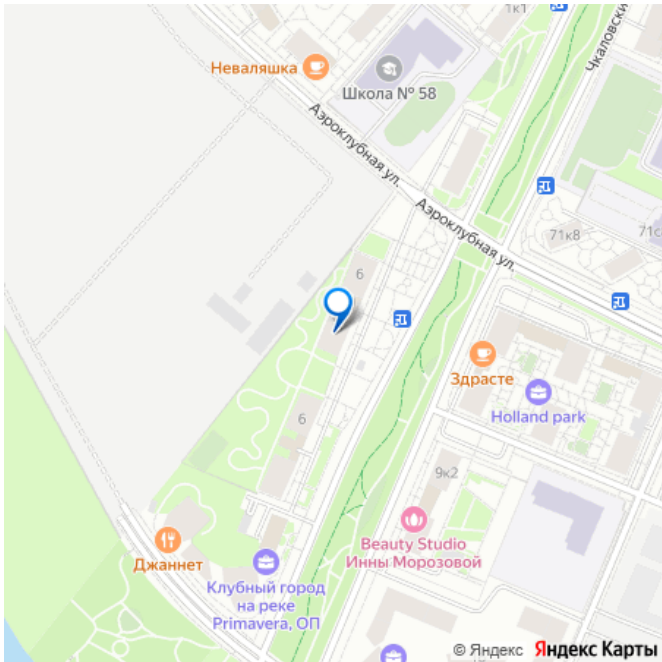 1к1
Чкаловски
Неваляшка
Школа № 58
Аэроклубная ул.
Аэроклубная ул.
71к8
71с
6
Здрасте
Holland park
6
9к2
Beauty Studio
Инны Морозовой
Джаннет
Клубный город
на реке
Primavera, ОП
© Яндекс Яндекс Карты